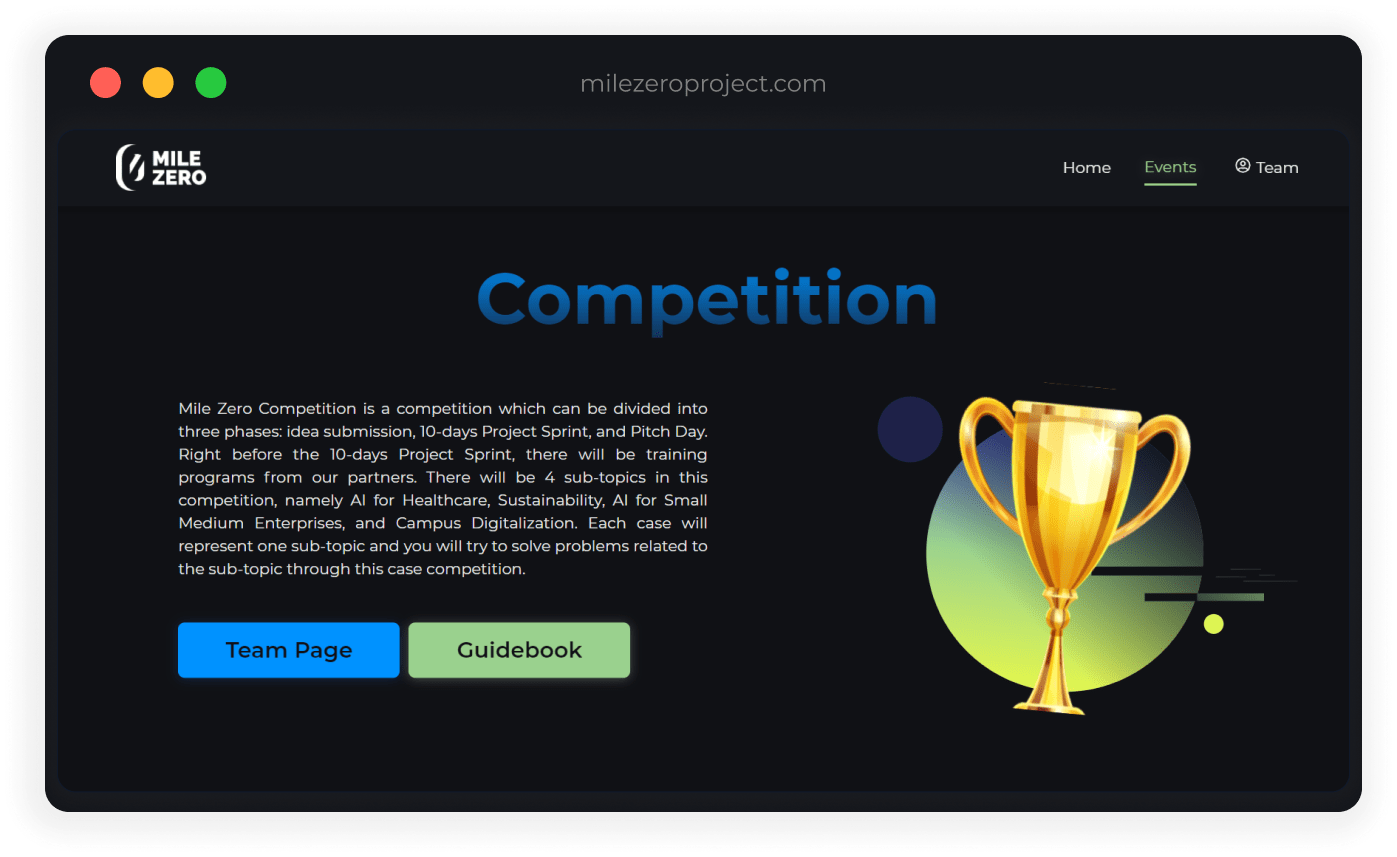 milezeroproject.com
MILE
ZERO
Home Events Team
Competition
Mile Zero Competition is a competition which can be divided into
three phases: idea submission, 10-days Project Sprint, and Pitch Day.
Right before the 10-days Project Sprint, there will be training
programs from our partners. There will be 4 sub-topics in this
competition, namely AI for Healthcare, Sustainability, AI for Small
Medium Enterprises, and Campus Digitalization. Each case will
represent one sub-topic and you will try to solve problems related to
the sub-topic through this case competition.
Team Page Guidebook